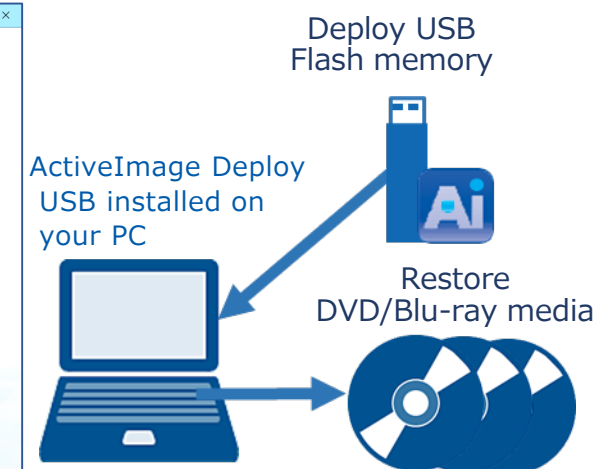 ×
Deploy USB
Flash memory
ActiveImage Deploy
USB installed on
your PC
Ai
Restore
DVD/Blu-ray media